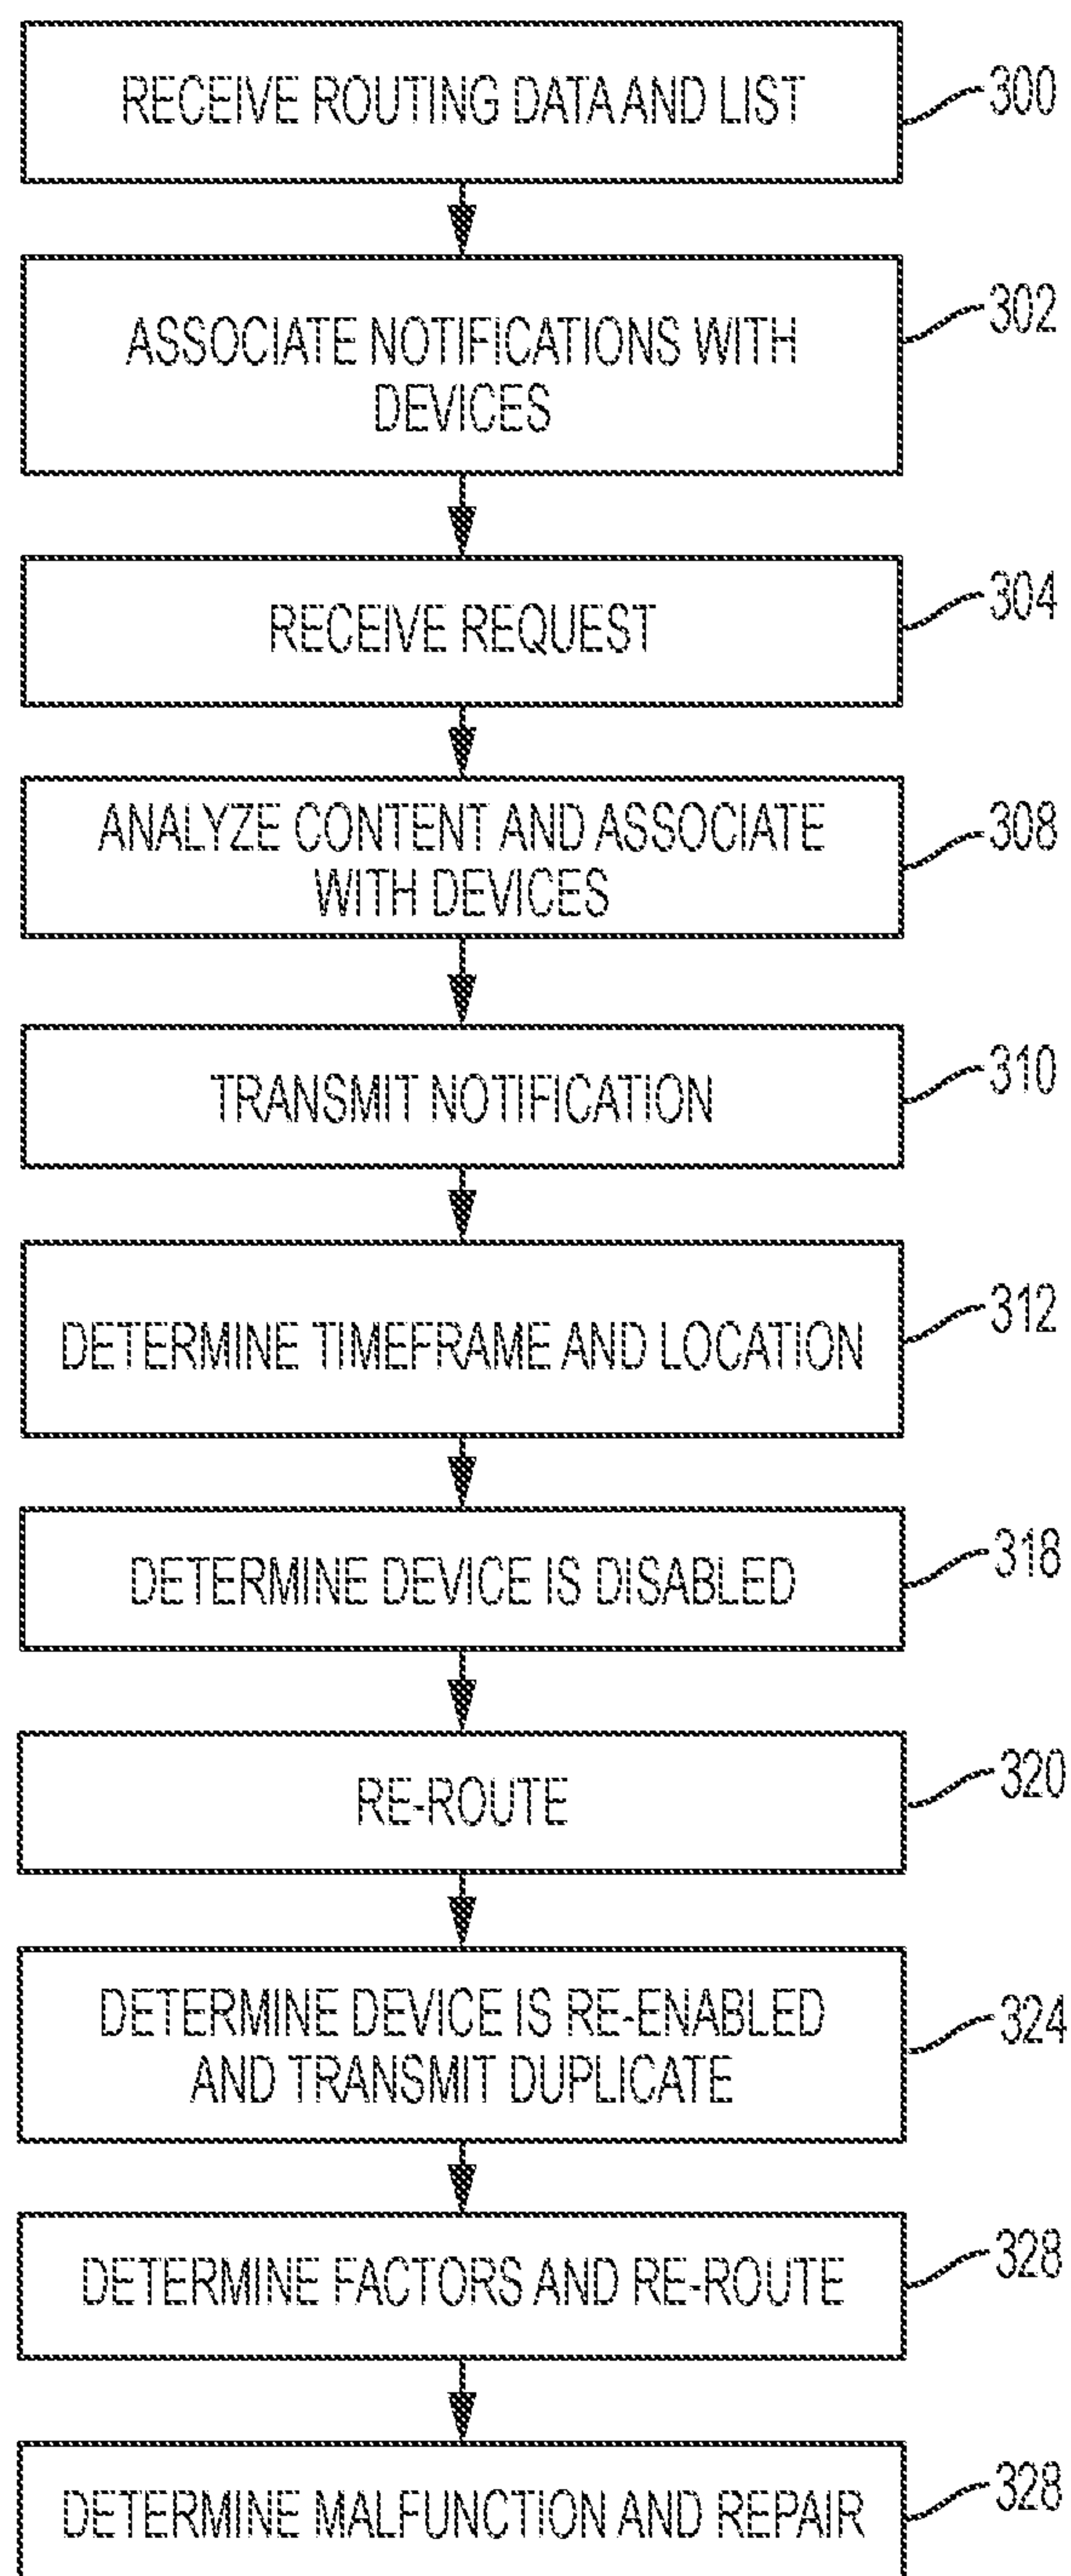 RECEIVE ROUTING DATA AND LIST
300
ASSOCIATE NOTIFICATIONS WITH
DEVICES
302
RECEIVE REQUEST
304
ANALYZE CONTENT AND ASSOCIATE
WITH DEVICES
308
TRANSMIT NOTIFICATION
310
DETERMINE TIMEFRAME AND LOCATION
312
DETERMINE DEVICE IS DISABLED
318
RE-ROUTE
320
DETERMINE DEVICE IS RE-ENABLED
AND TRANSMIT DUPLICATE
324
DETERMINE FACTORS AND RE-ROUTE
328
DETERMINE MALFUNCTION AND REPAIR
328